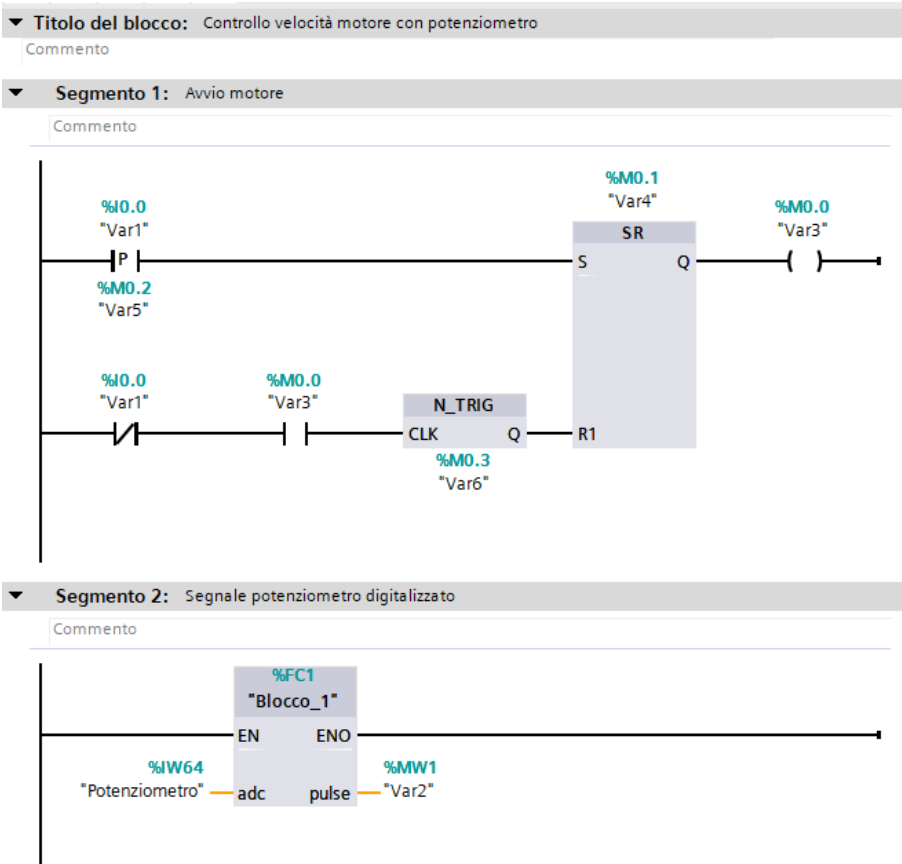 Titolo del blocco: Controllo velocità motore con potenziometro
Commento
Segmento 1: Avvio motore
Commento
%I0.0
"Var1"
P
%M0.2
"Var5"
%M0.1
"Var4"
SR
S Q
%M0.0
"Var3"
%I0.0
"Var1"
%M0.0
"Var3"
N_TRIG
CLK Q
%M0.3
"Var6"
R1
Segmento 2: Segnale potenziometro digitalizzato
Commento
%FC1
"Blocco_1"
EN ENO
%IW64
"Potenziometro"
adc pulse
%MW1
"Var2"